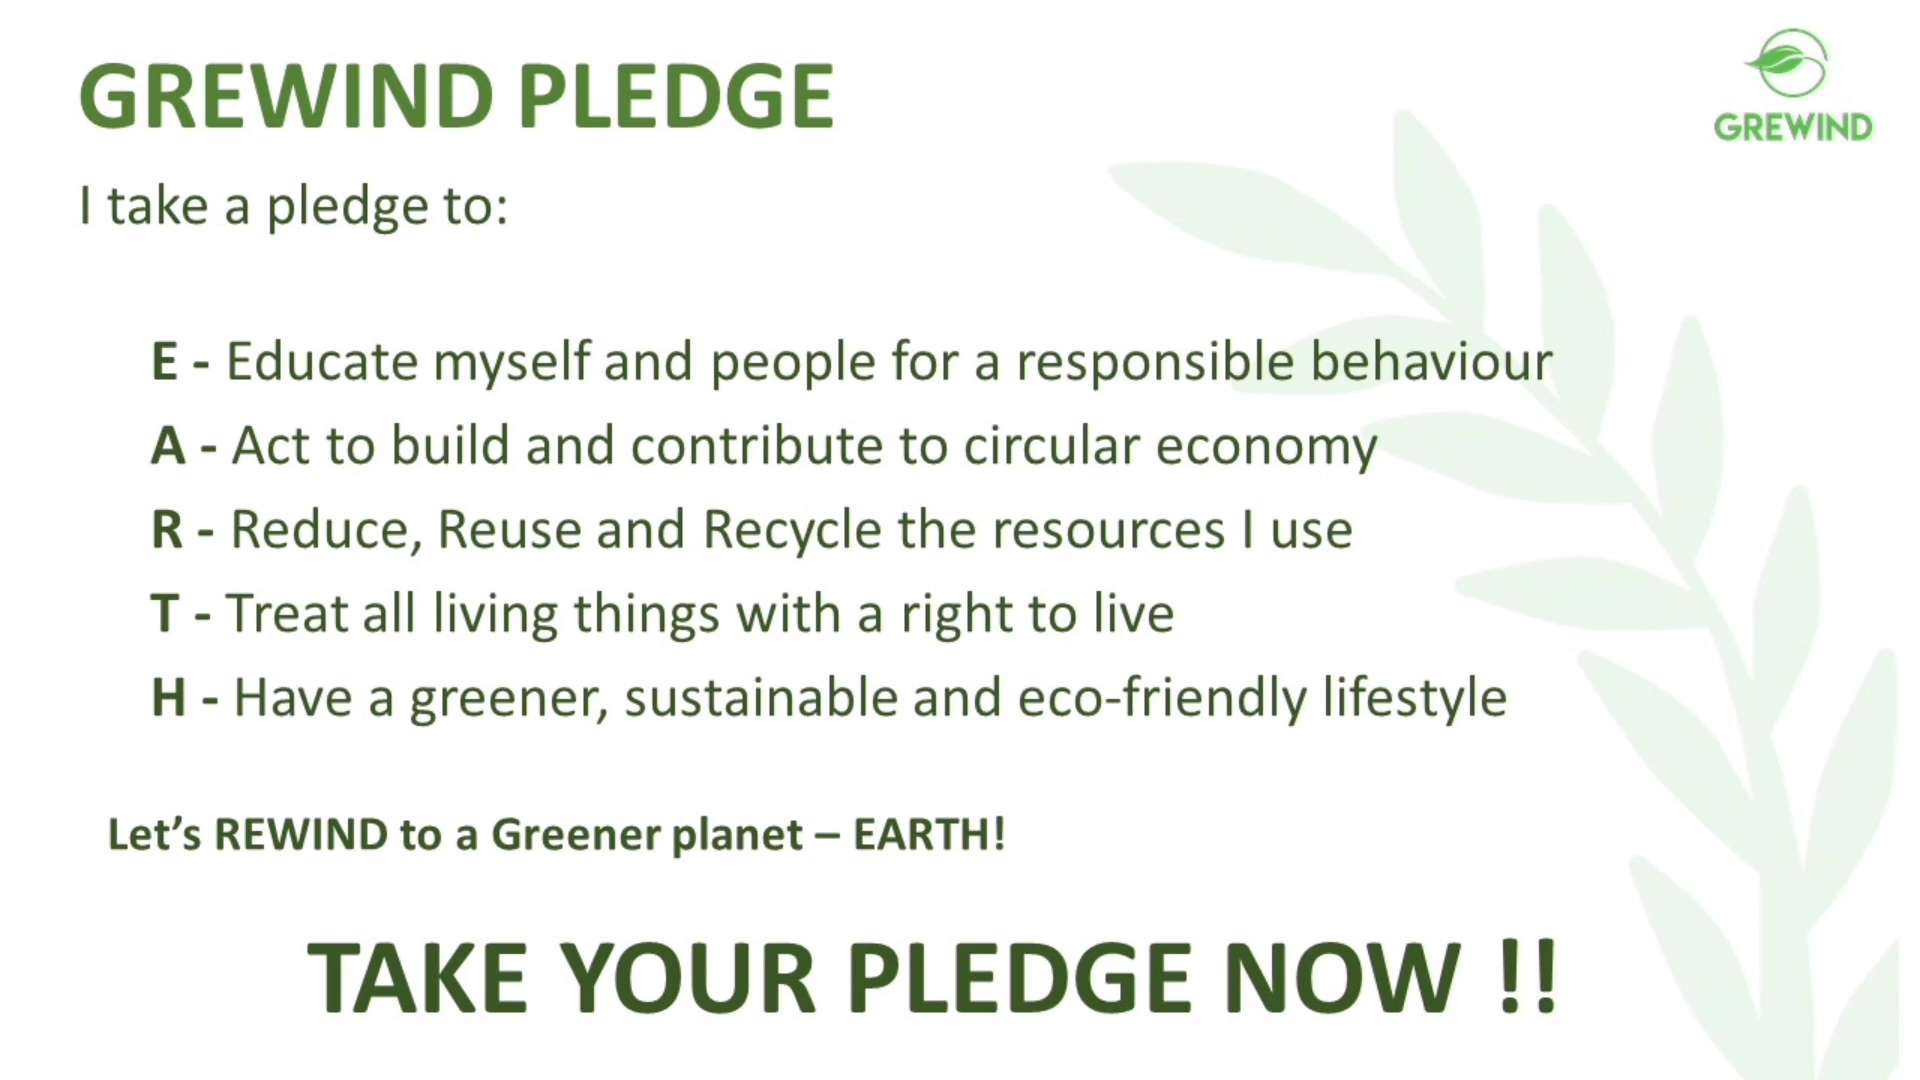 GREWIND PLEDGE
GREWIND
I take a pledge to:
E - Educate myself and people for a responsible behaviour
A - Act to build and contribute to circular economy
R - Reduce, Reuse and Recycle the resources I use
T - Treat all living things with a right to live
H - Have a greener, sustainable and eco-friendly lifestyle
Let’s REWIND to a Greener planet – EARTH!
TAKE YOUR PLEDGE NOW !!